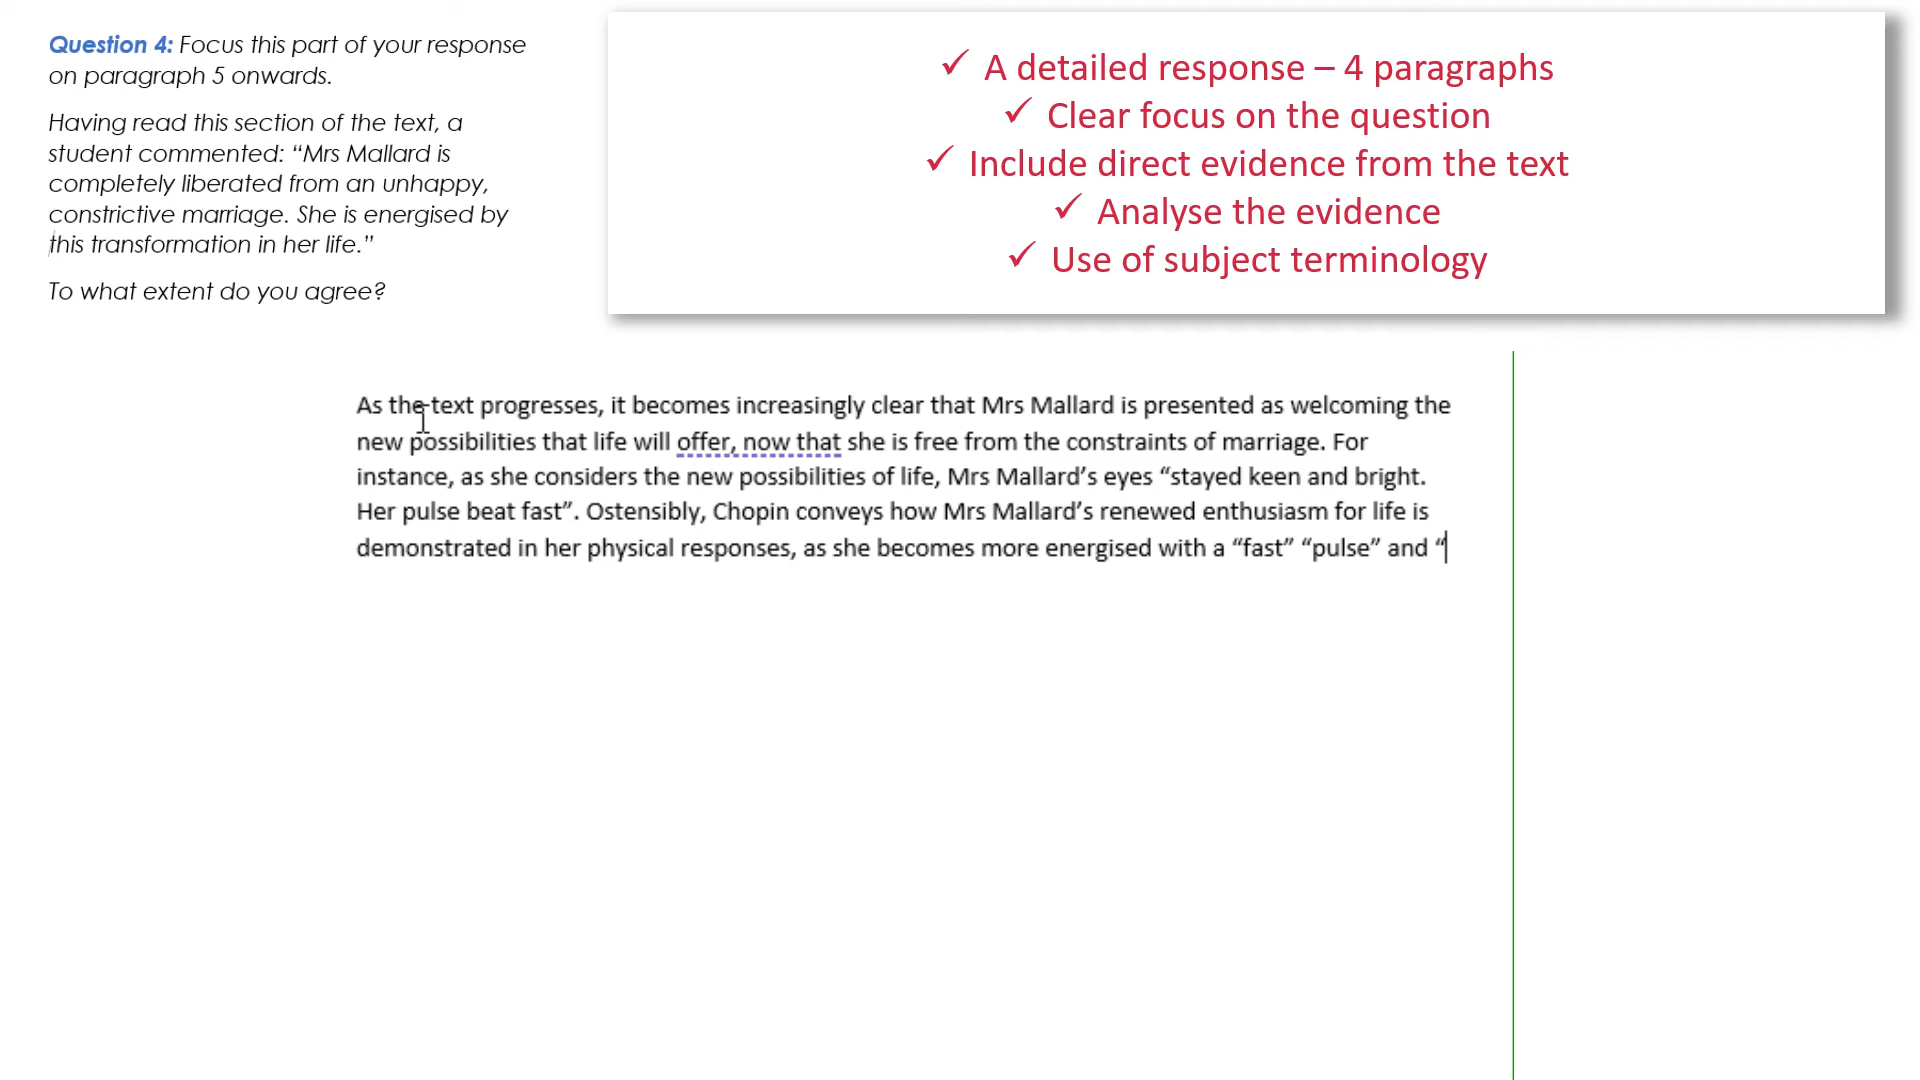 Question 4: Focus this part of your response
on paragraph 5 onwards.
Having read this section of the text, a
student commented: “Mrs Mallard is
completely liberated from an unhappy,
constrictive marriage. She is energised by
this transformation in her life.”
To what extent do you agree?
✓ A detailed response – 4 paragraphs
✓ Clear focus on the question
✓ Include direct evidence from the text
✓ Analyse the evidence
✓ Use of subject terminology
As the text progresses, it becomes increasingly clear that Mrs Mallard is presented as welcoming the
new possibilities that life will offer, now that she is free from the constraints of marriage. For
instance, as she considers the new possibilities of life, Mrs Mallard’s eyes “stayed keen and bright.
Her pulse beat fast”. Ostensibly, Chopin conveys how Mrs Mallard’s renewed enthusiasm for life is
demonstrated in her physical responses, as she becomes more energised with a “fast” “pulse” and “